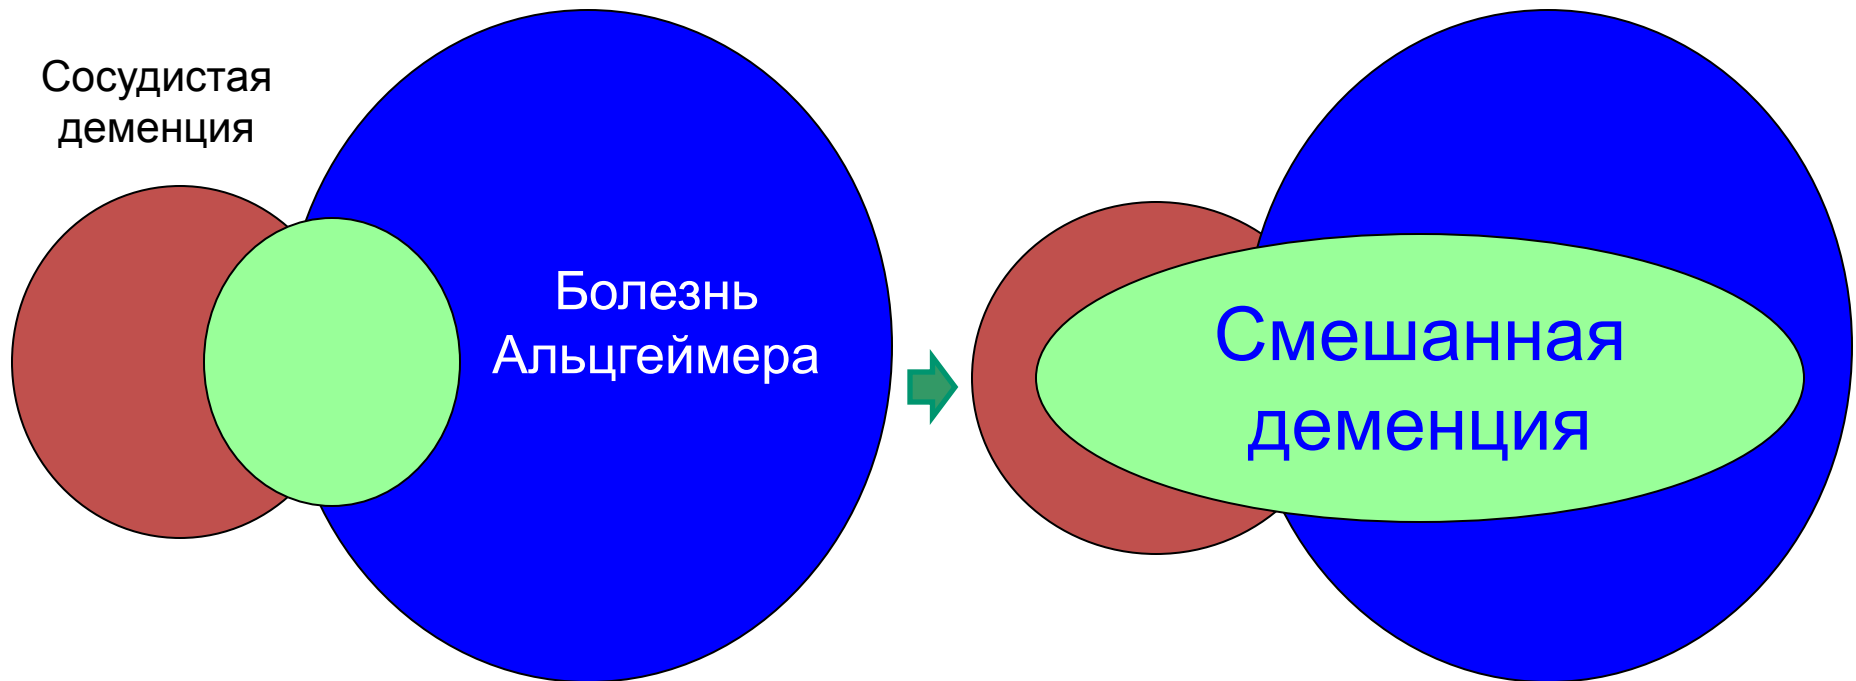 Сосудистая
деменция
Болезнь
Альцгеймера
Смешанная
деменция